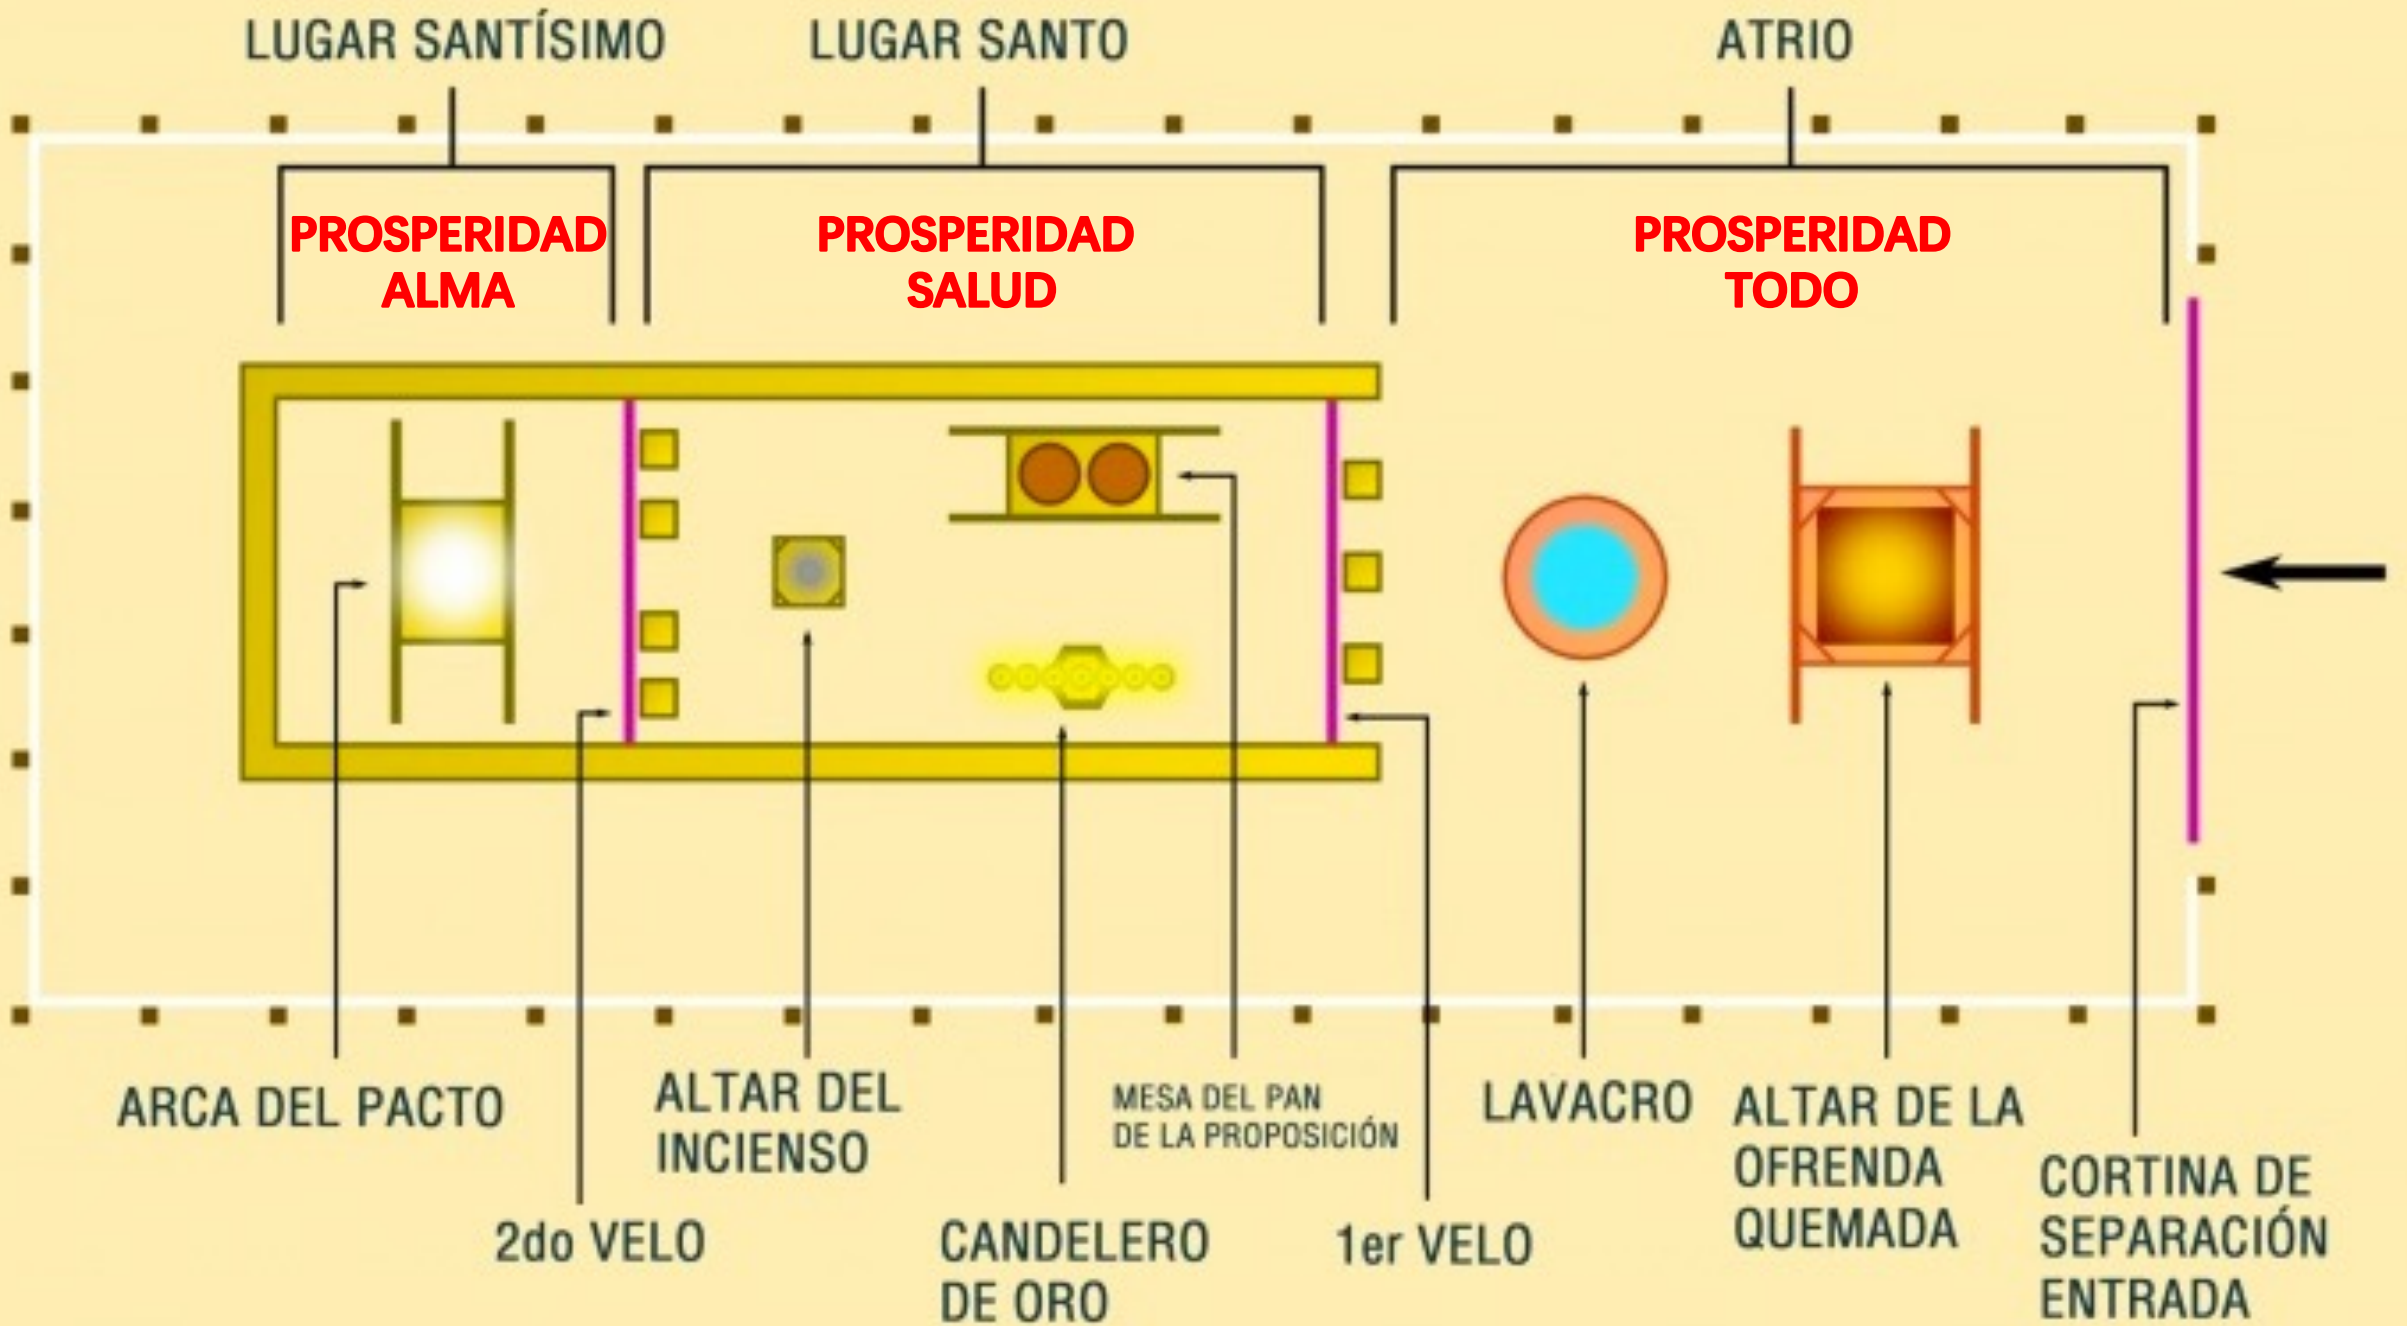 LUGAR SANTÍSIMO
LUGAR SANTO
ATRIO
PROSPERIDAD
ALMA
PROSPERIDAD
SALUD
PROSPERIDAD
TODO
ARCA DEL PACTO
2do VELO
ALTAR DEL
INCIENSO
CANDELERO
DE ORO
MESA DEL PAN
DE LA PROPOSICIÓN
1er VELO
LAVACRO
ALTAR DE LA
OFRENDA
QUEMADA
CORTINA DE
SEPARACIÓN
ENTRADA